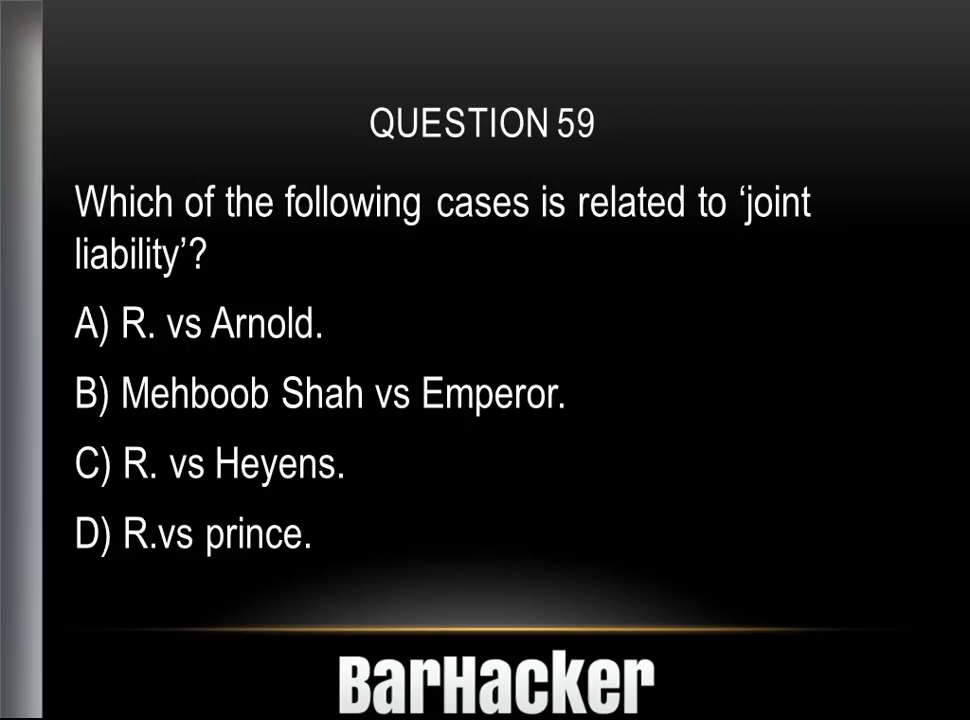 QUESTION 59
Which of the following cases is related to ‘joint
liability’?
A) R. vs Arnold.
B) Mehboob Shah vs Emperor.
C) R. vs Heyens.
D) R.vs prince.
BarHacker